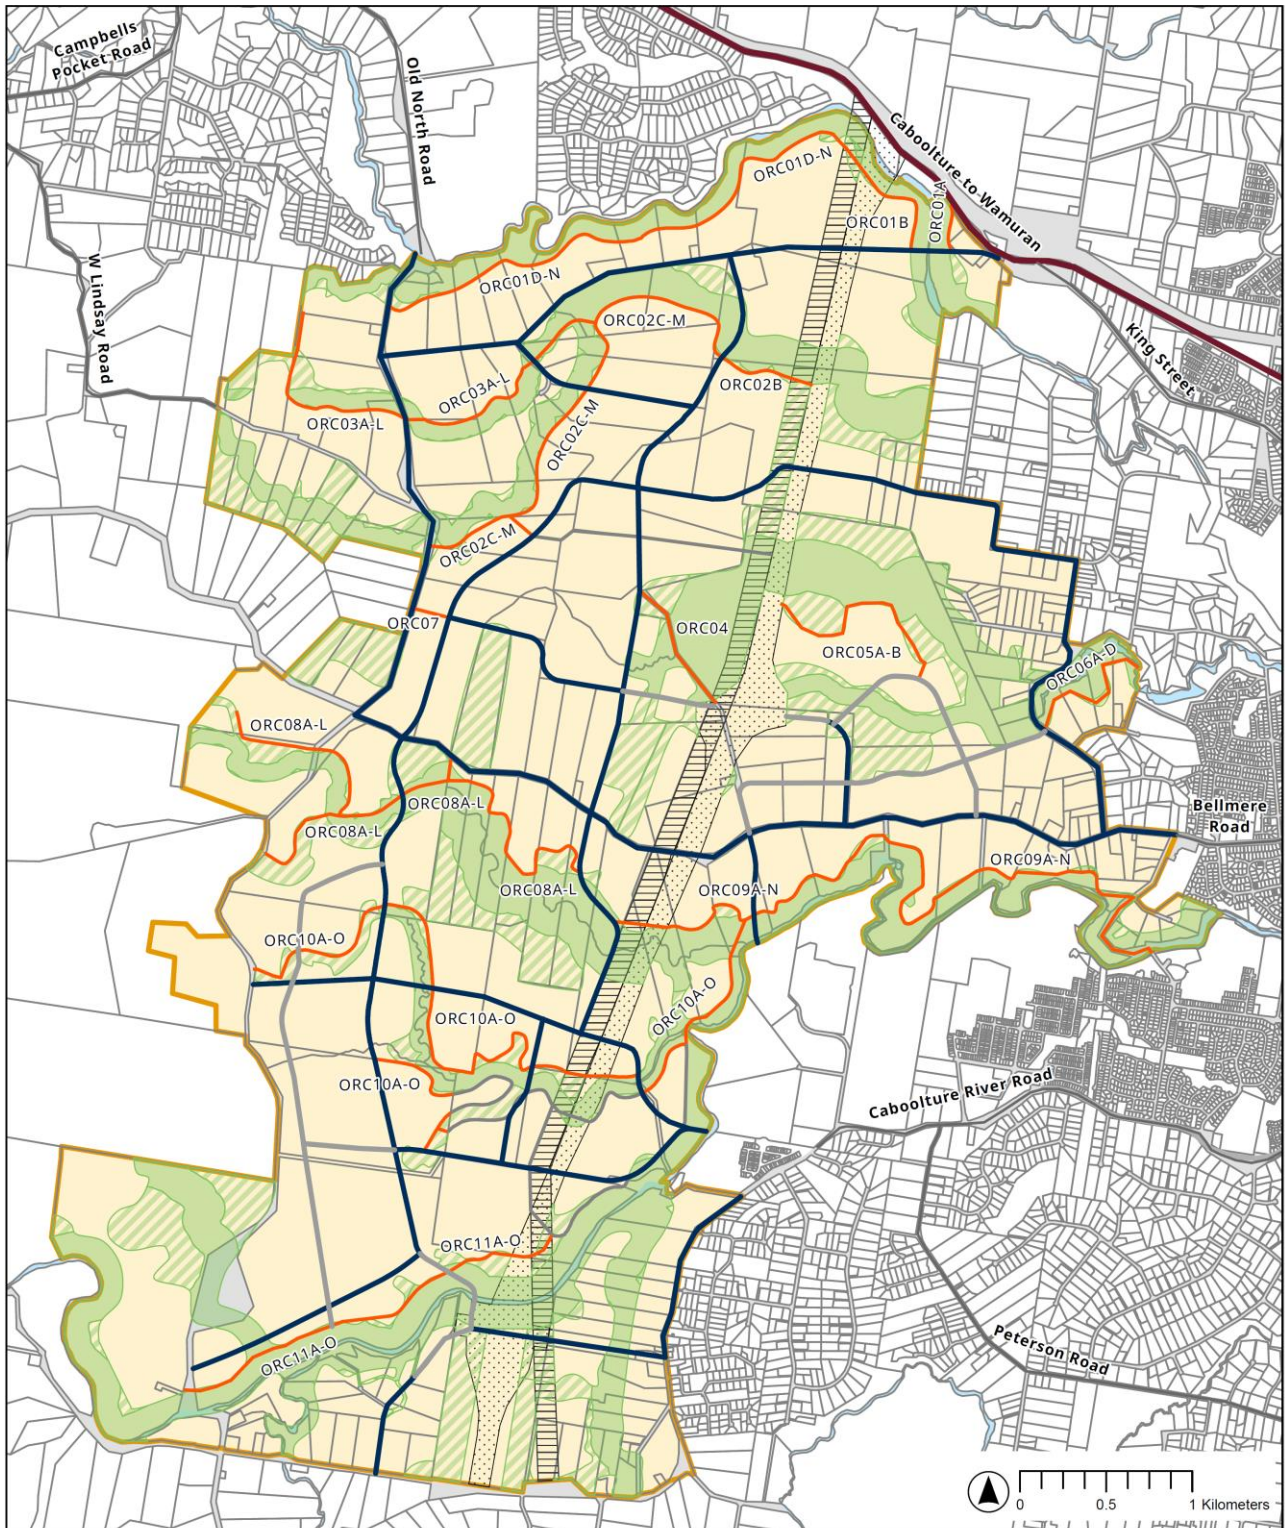 Campbells
Pocket Road
Old North Road
Caboolture to Wamuran
ORC01D-N
ORC01B
ORC01A
W Lindsay Road
ORC01D-N
ORC02C-M
King Street
ORC03A-L
ORC02B
ORC03A-L
ORC02C-M
ORC02C-M
ORC07
ORC04
ORC05A-B
ORC06A-D
ORC08A-L
ORC08A-L
Bellmere
Road
ORC08A-L
ORC09A-N
ORC08A-L
ORC09A-N
ORC10A-O
ORC10A-O
ORC10A-O
ORC10A-O
Caboolture River Road
ORC11A-O
Peterson Road
ORC11A-O
0 0.5 1 Kilometers